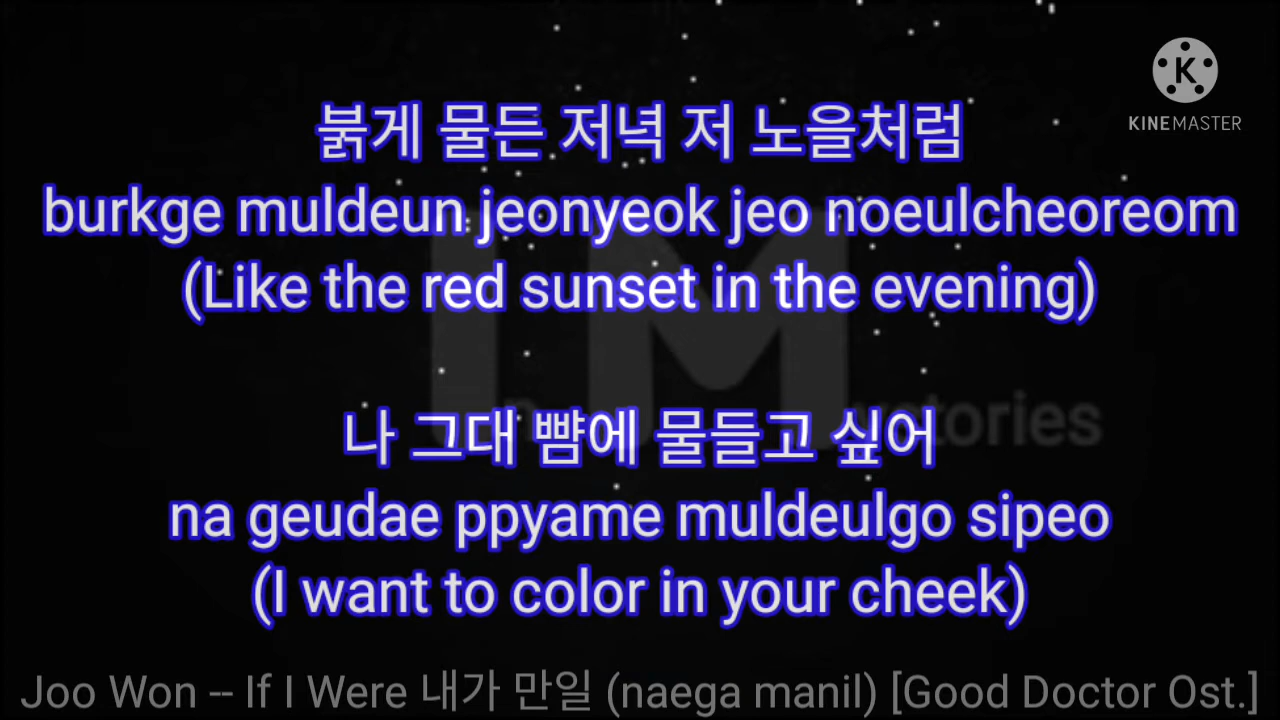 KINEMASTER
붉게 물든 저녁 저 노을처럼
burkge muldeun jeonyeok jeo noeulcheoreom
(Like the red sunset in the evening)
나 그대 뺨에 물들고 싶어
na geudae ppyame muldeulgo sipeo
(I want to color in your cheek)
Joo Won -- If I Were 내가 만일 (naega manil) [Good Doctor Ost.]